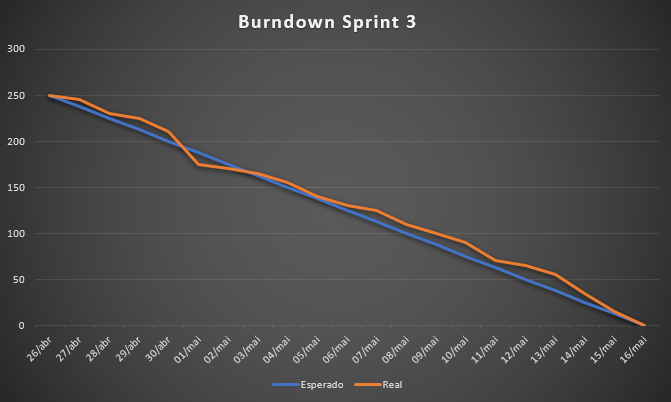 Burndown Sprint 3
300
250
200
150
100
50
0
26/abr 27/abr 28/abr 29/abr 30/abr 01/mai 02/mai 03/mai 04/mai 05/mai 06/mai 07/mai 08/mai 09/mai 10/mai 11/mai 12/mai 13/mai 14/mai 15/mai 16/mai
Esperado Real